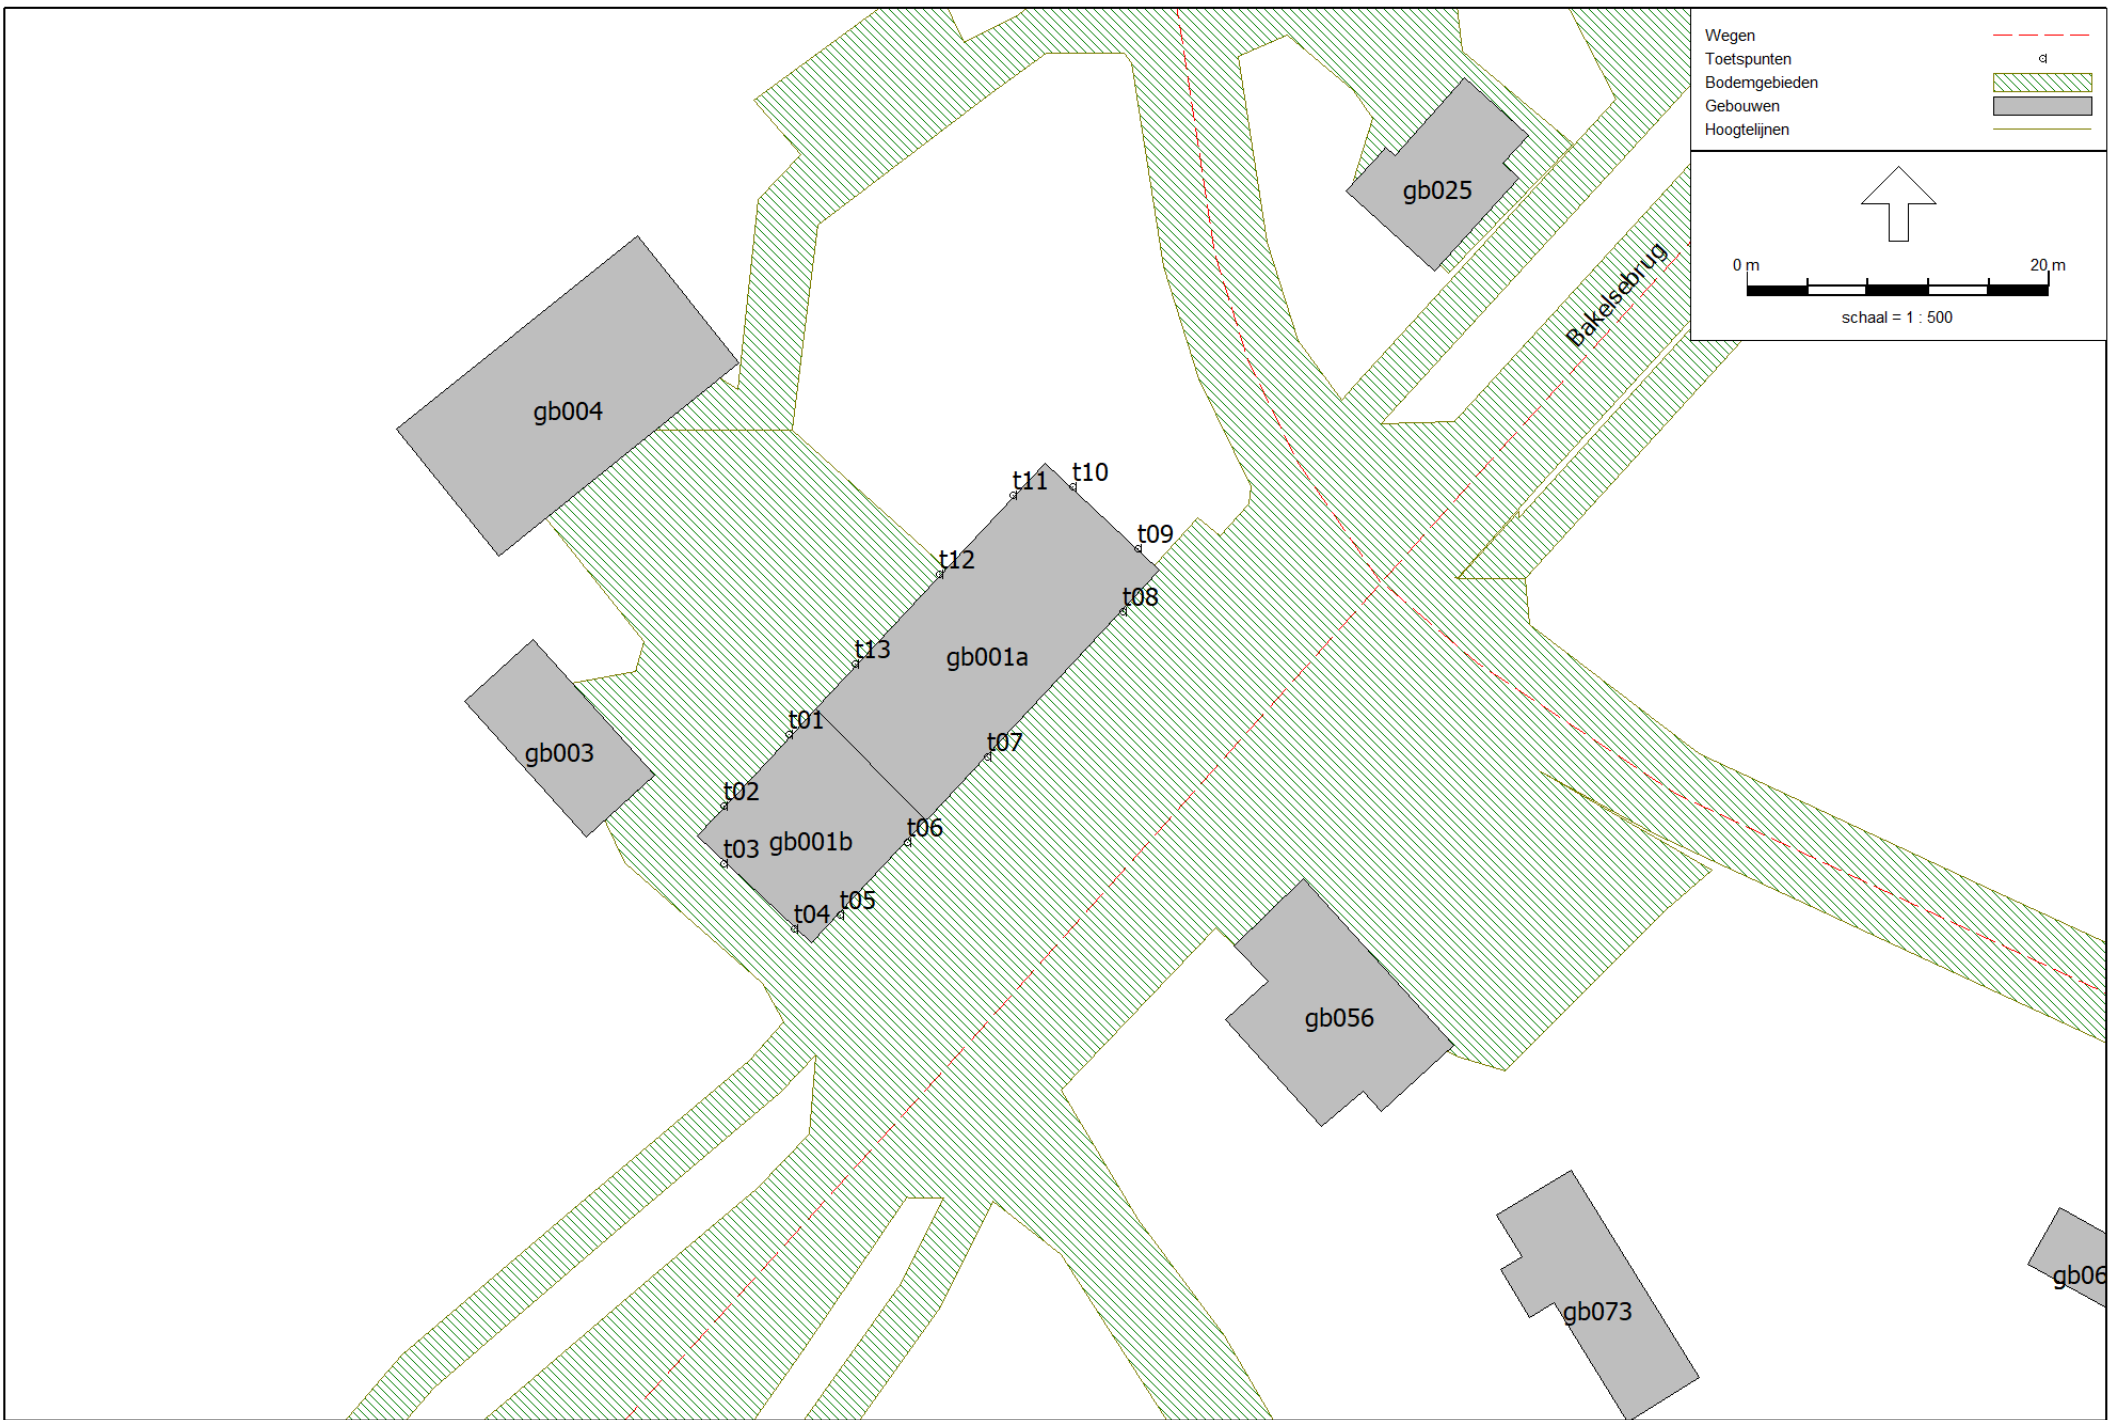 Wegen
Toetspunten
Bodemgebieden
Gebouwen
Hoogtelijnen
0 m 20 m
schaal = 1 : 500
gb025
Bakelsebrug
gb004
t11 t10
t09
t12
t08
t13
gb001a
t01
t07
gb003
t02
t06
gb001b
t03
t05
t04
gb056
gb06
gb073